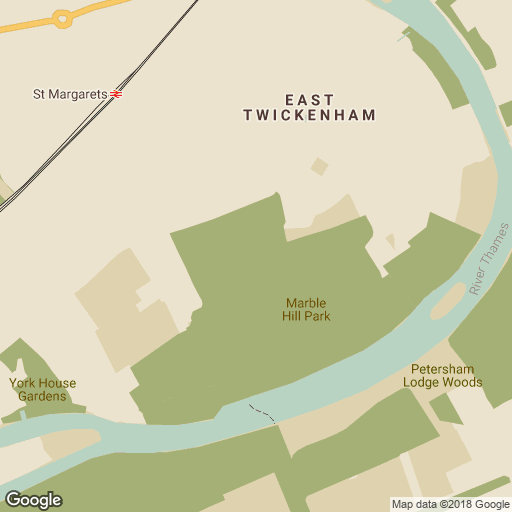 St Margarets
EAST
TWICKENHAM
River Thames
Marble
Hill Park
Petersham
Lodge Woods
York House
Gardens
Google
Map data ©2018 Google